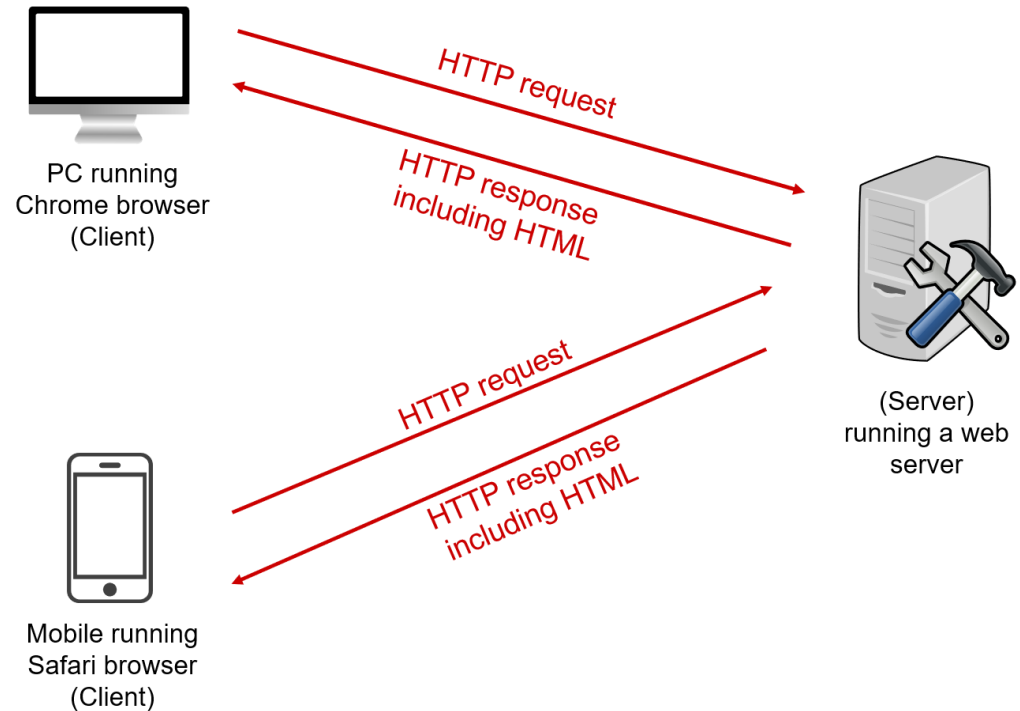 HTTP request
HTTP response
including HTML
PC running
Chrome browser
(Client)
HTTP request
HTTP response
including HTML
(Server)
running a web
server
Mobile running
Safari browser
(Client)